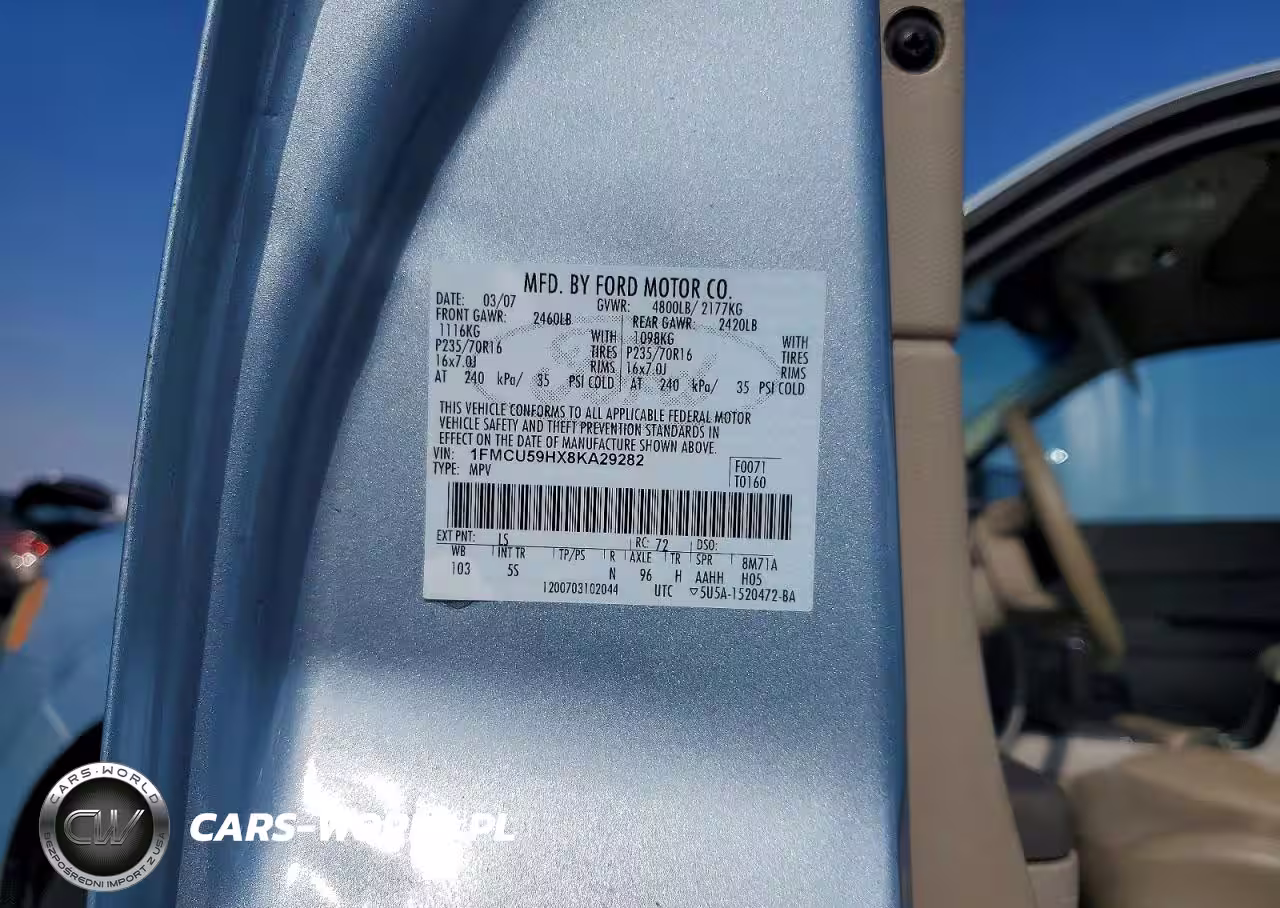 MFD. BY FORD MOTOR CO.
DATE: 03/07 GVWR: 4800LB/ 2177KG
FRONT GAWR: 2460LB REAR GAWR: 2420LB
1116KG WITH 1098KG WITH
P235/70R16 TIRES P235/70R16 TIRES
16x7.0J RIMS 16x7.0J RIMS
AT 240 kPa/ 35 PSI COLD AT 240 kPa/ 35 PSI COLD
THIS VEHICLE CONFORMS TO ALL APPLICABLE FEDERAL MOTOR
VEHICLE SAFETY AND THEFT PREVENTION STANDARDS IN
EFFECT ON THE DATE OF MANUFACTURE SHOWN ABOVE.
VIN: 1FMCU59HX8KA29282
TYPE: MPV
F0071
T0160
EXT PNT: LS RC: 72 DSO:
WB INT TR TP/PS R AXLE TR SPR 8M71A
103 5S N 96 H AAHH H05
1200703102044 UTC ▽5U5A-1520472-BA
Ford
CARS-WORLD
CW
BEZPOŚREDNI IMPORT Z USA
CARS-WORLD.PL